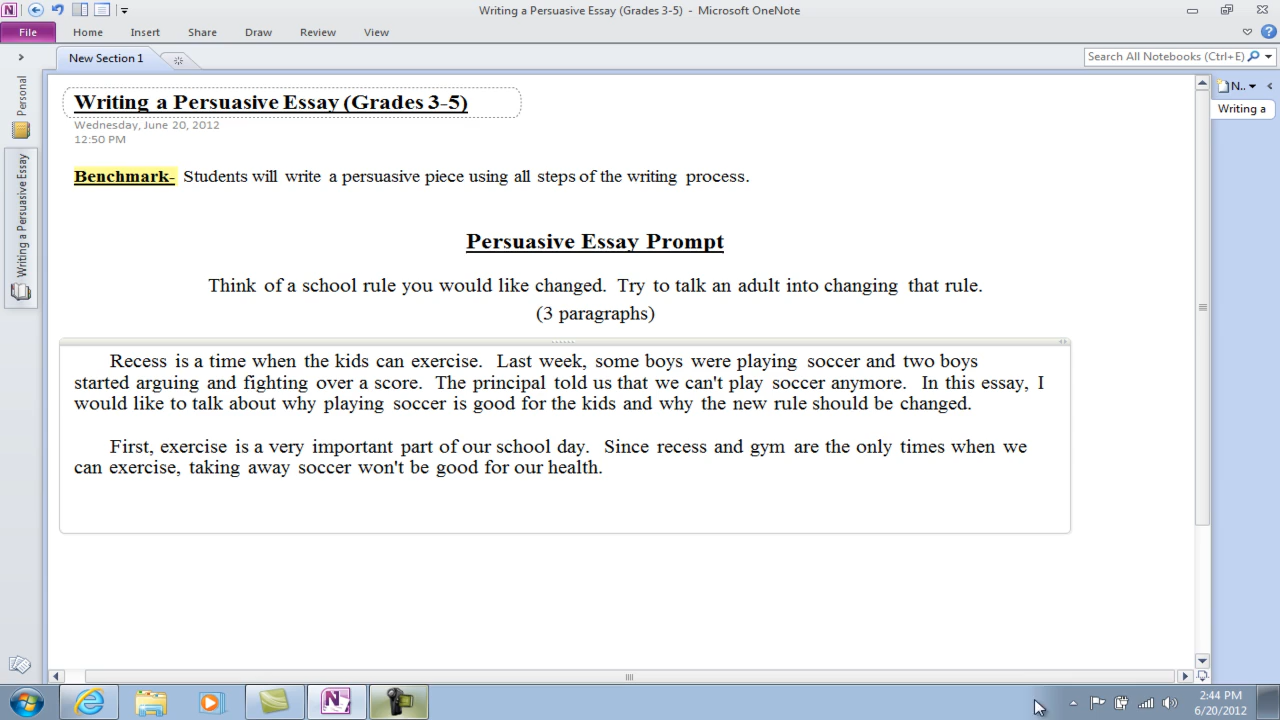 Writing a Persuasive Essay (Grades 3-5)  -  Microsoft OneNote
File Home Insert Share Draw Review View
New Section 1
Search All Notebooks (Ctrl+E)
N..
Writing a
Personal
Writing a Persuasive Essay
Writing a Persuasive Essay (Grades 3-5)
Wednesday, June 20, 2012
12:50 PM
Benchmark- Students will write a persuasive piece using all steps of the writing process.
Persuasive Essay Prompt
Think of a school rule you would like changed. Try to talk an adult into changing that rule.
(3 paragraphs)
Recess is a time when the kids can exercise. Last week, some boys were playing soccer and two boys
started arguing and fighting over a score. The principal told us that we can't play soccer anymore. In this essay, I
would like to talk about why playing soccer is good for the kids and why the new rule should be changed.
First, exercise is a very important part of our school day. Since recess and gym are the only times when we
can exercise, taking away soccer won't be good for our health.
2:44 PM
6/20/2012